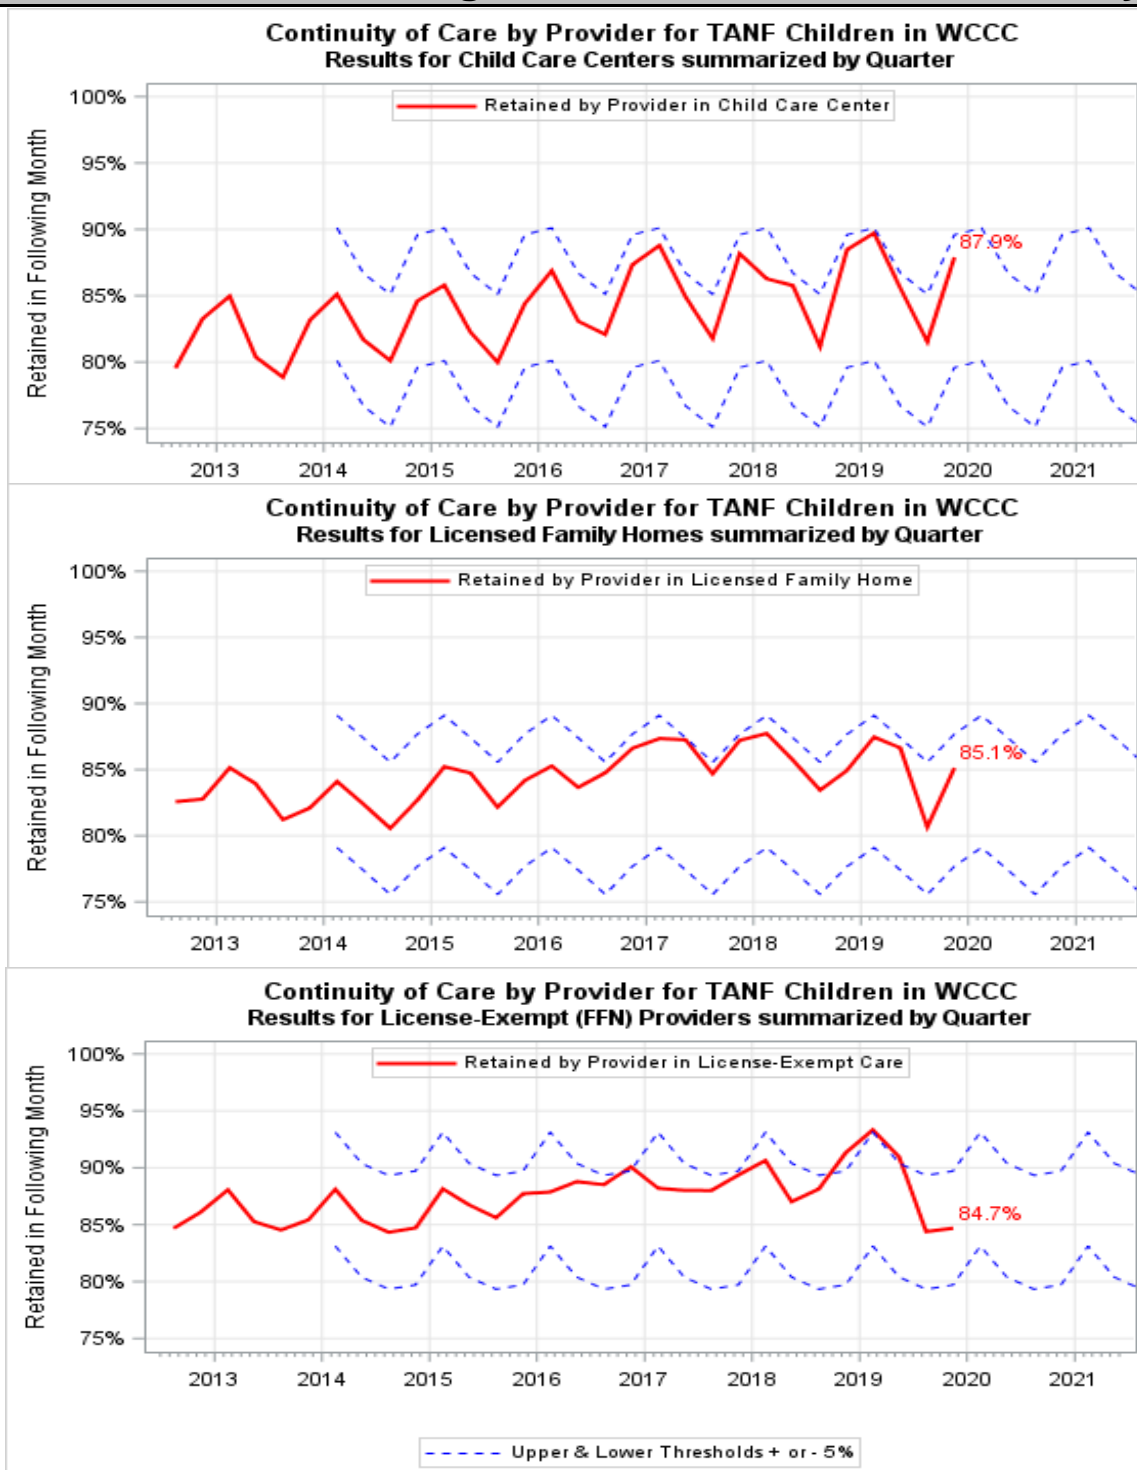 Continuity of Care by Provider for TANF Children in WCCC
Results for Child Care Centers summarized by Quarter
Retained by Provider in Child Care Center
Retained in Following Month
100%
95%
90%
85%
80%
75%
87.9%
2013 2014 2015 2016 2017 2018 2019 2020 2021
Continuity of Care by Provider for TANF Children in WCCC
Results for Licensed Family Homes summarized by Quarter
Retained by Provider in Licensed Family Home
Retained in Following Month
100%
95%
90%
85%
80%
75%
85.1%
2013 2014 2015 2016 2017 2018 2019 2020 2021
Continuity of Care by Provider for TANF Children in WCCC
Results for License-Exempt (FFN) Providers summarized by Quarter
Retained by Provider in License-Exempt Care
Retained in Following Month
100%
95%
90%
85%
80%
75%
84.7%
2013 2014 2015 2016 2017 2018 2019 2020 2021
Upper & Lower Thresholds + or - 5%